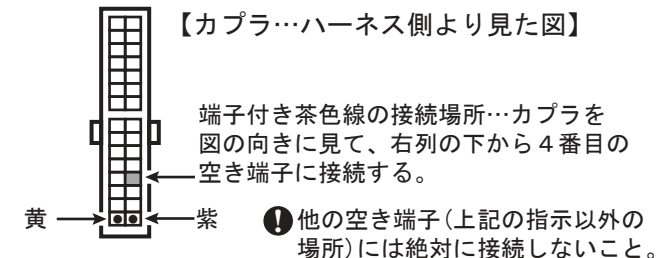 【カプラ…ハーネス側より見た図】
端子付き茶色線の接続場所…カプラを
図の向きに見て、右列の下から４番目の
空き端子に接続する。
黄
紫
！他の空き端子(上記の指示以外の
場所)には絶対に接続しないこと。